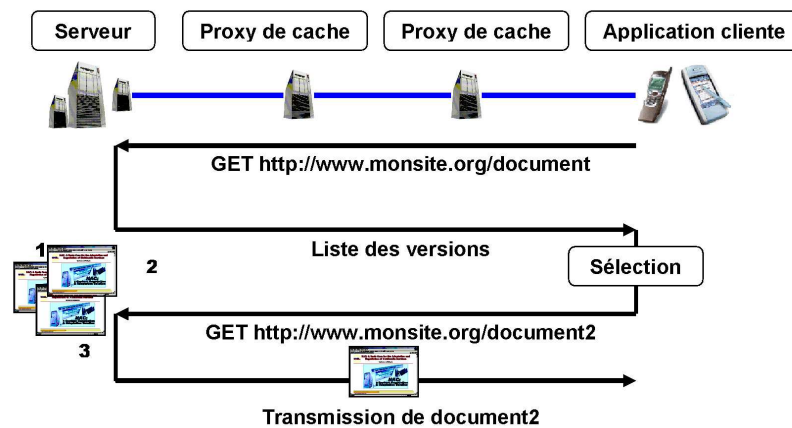 Serveur
Proxy de cache
Proxy de cache
Application cliente
GET http://www.monsite.org/document
Liste des versions
1
2
Sélection
3
GET http://www.monsite.org/document2
Transmission de document2